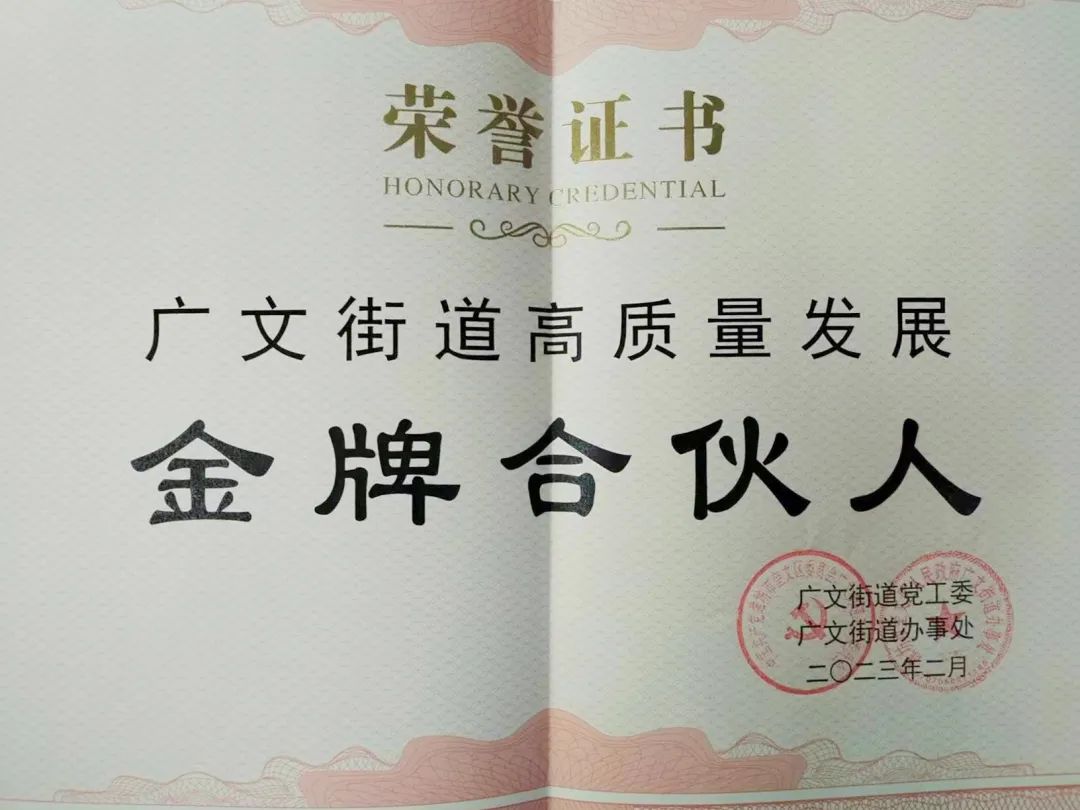 荣誉证书
HONORARY CREDENTIAL
广文街道高质量发展
金牌合伙人
广文街道党工委
广文街道办事处
二〇二三年二月